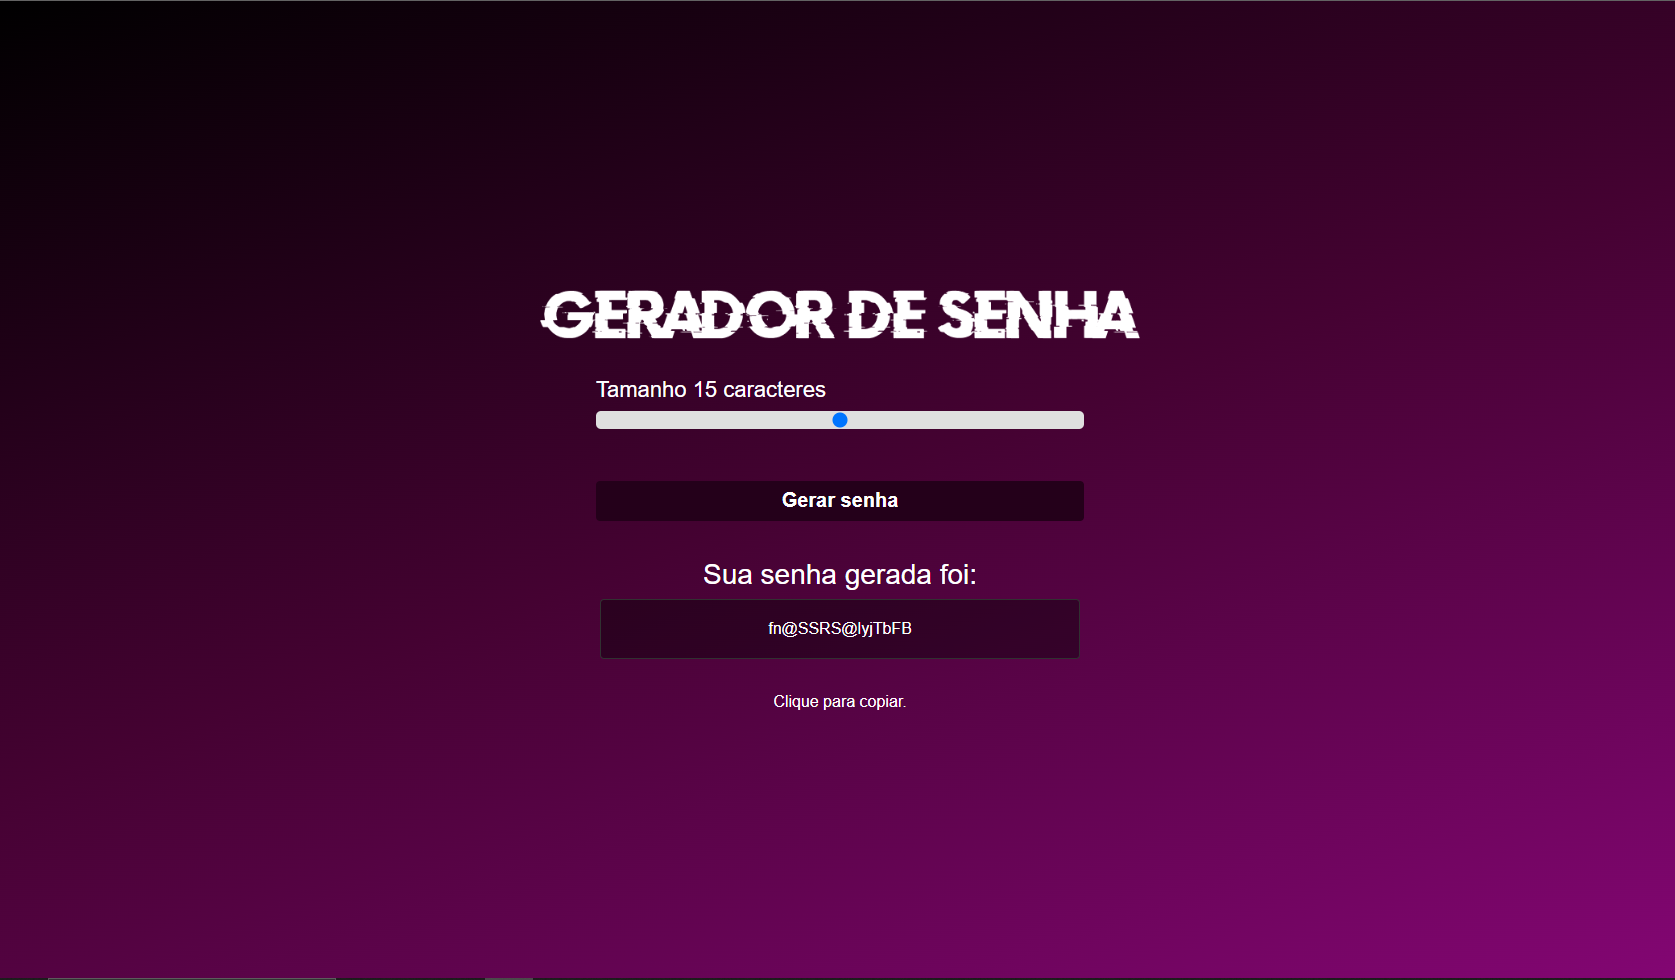 GERADOR DE SENHA
Tamanho 15 caracteres
Gerar senha
Sua senha gerada foi:
fn@SSRS@lyjTbFB
Clique para copiar.